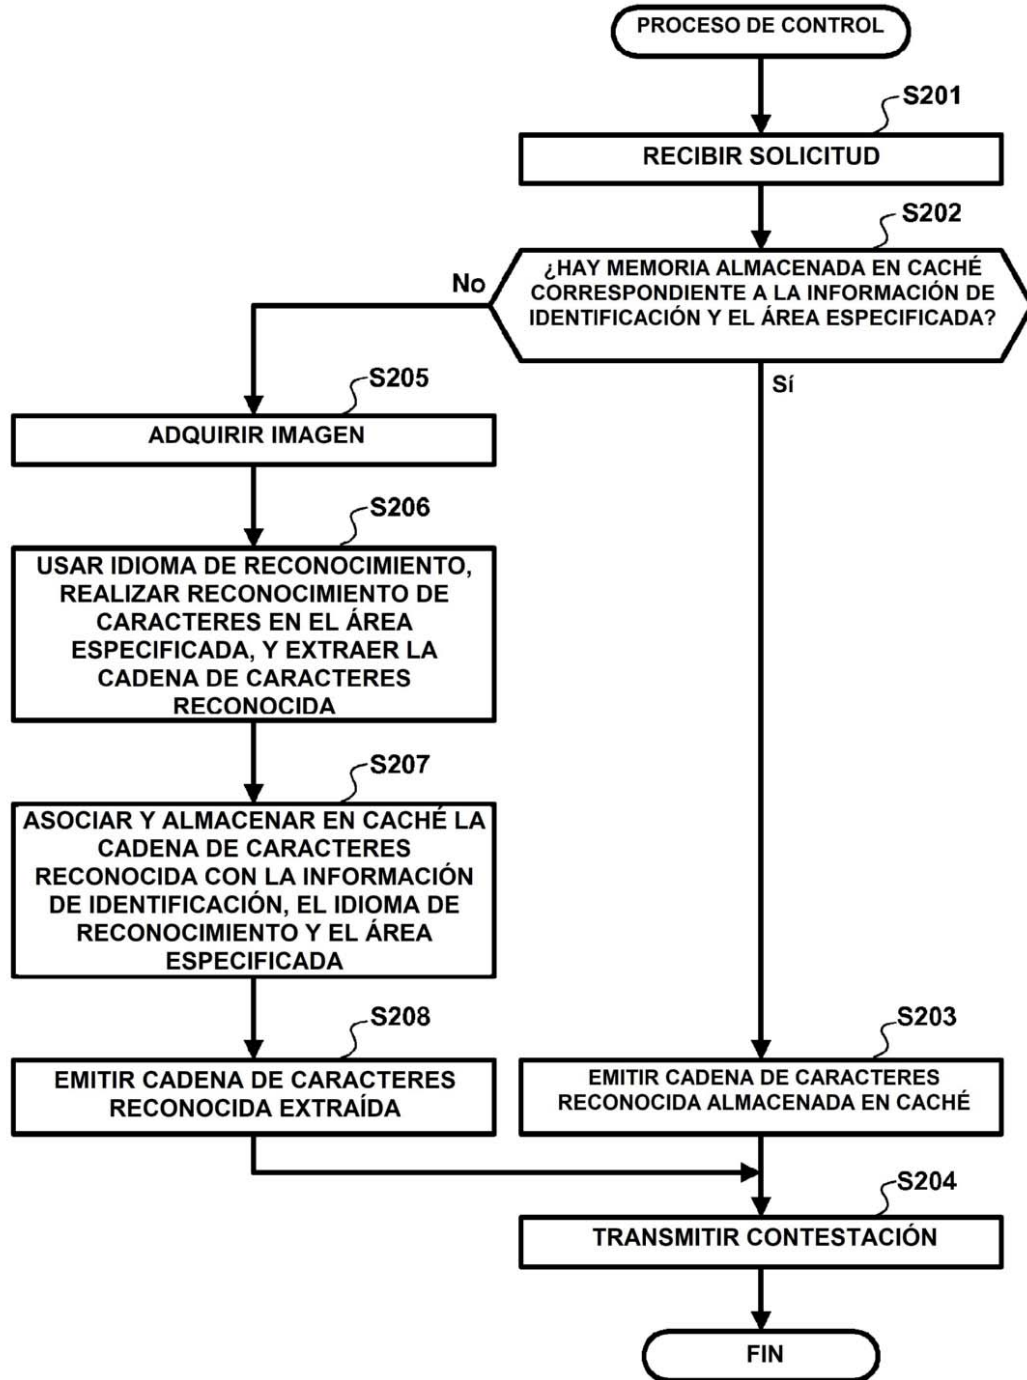 PROCESO DE CONTROL
S201
RECIBIR SOLICITUD
S202
¿HAY MEMORIA ALMACENADA EN CACHÉ
CORRESPONDIENTE A LA INFORMACIÓN DE
IDENTIFICACIÓN Y EL ÁREA ESPECIFICADA?
No
Sí
S205
ADQUIRIR IMAGEN
S206
USAR IDIOMA DE RECONOCIMIENTO,
REALIZAR RECONOCIMIENTO DE
CARACTERES EN EL ÁREA
ESPECIFICADA, Y EXTRAER LA
CADENA DE CARACTERES
RECONOCIDA
S207
ASOCIAR Y ALMACENAR EN CACHÉ LA
CADENA DE CARACTERES
RECONOCIDA CON LA INFORMACIÓN
DE IDENTIFICACIÓN, EL IDIOMA DE
RECONOCIMIENTO Y EL ÁREA
ESPECIFICADA
S208
EMITIR CADENA DE CARACTERES
RECONOCIDA EXTRAÍDA
S203
EMITIR CADENA DE CARACTERES
RECONOCIDA ALMACENADA EN CACHÉ
S204
TRANSMITIR CONTESTACIÓN
FIN